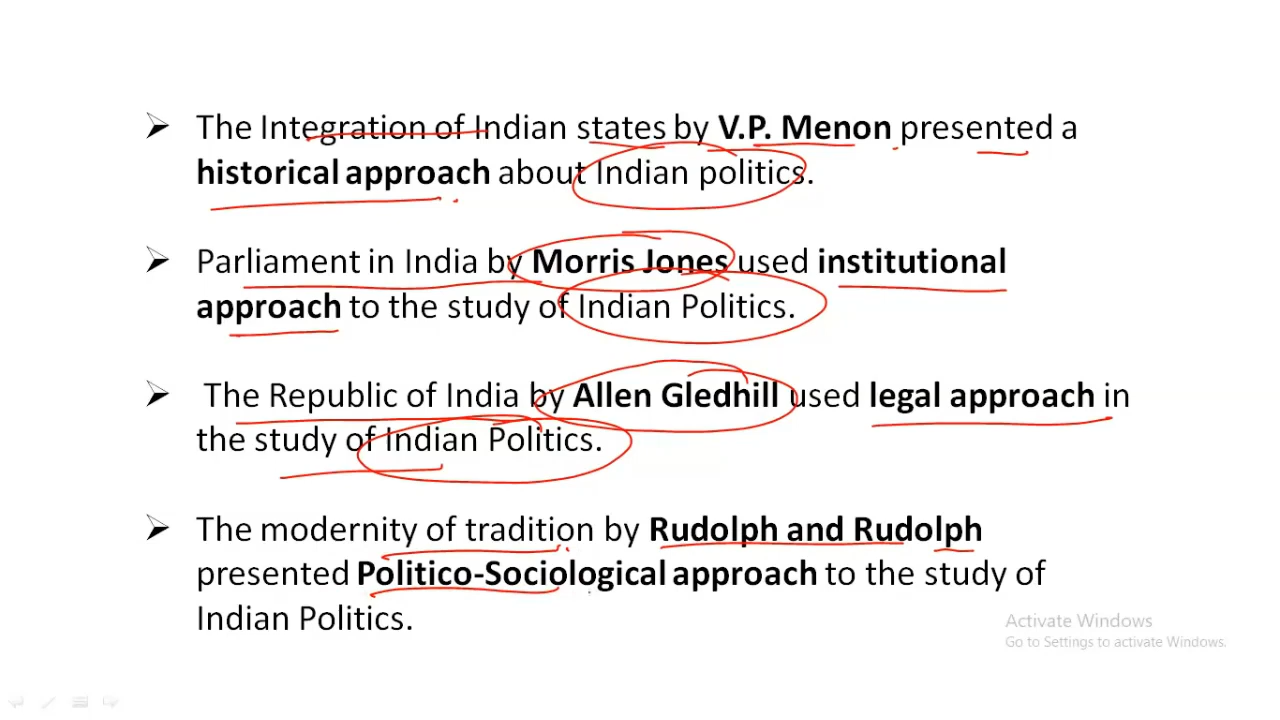 ➢ The Integration of Indian states by V.P. Menon presented a
historical approach about Indian politics.
➢ Parliament in India by Morris Jones used institutional
approach to the study of Indian Politics.
➢ The Republic of India by Allen Gledhill used legal approach in
the study of Indian Politics.
➢ The modernity of tradition by Rudolph and Rudolph
presented Politico-Sociological approach to the study of
Indian Politics.
Activate Windows
Go to Settings to activate Windows.